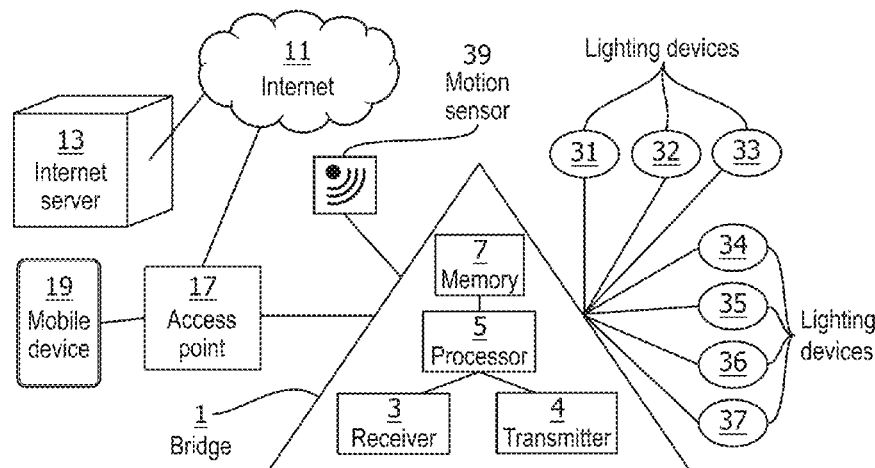 11
Internet
39
Motion
sensor
Lighting devices
13
Internet
server
31
32
33
7
Memory
34
19
Mobile
device
17
Access
point
5
Processor
35
Lighting
devices
36
3
Receiver
4
Transmitter
37
1
Bridge